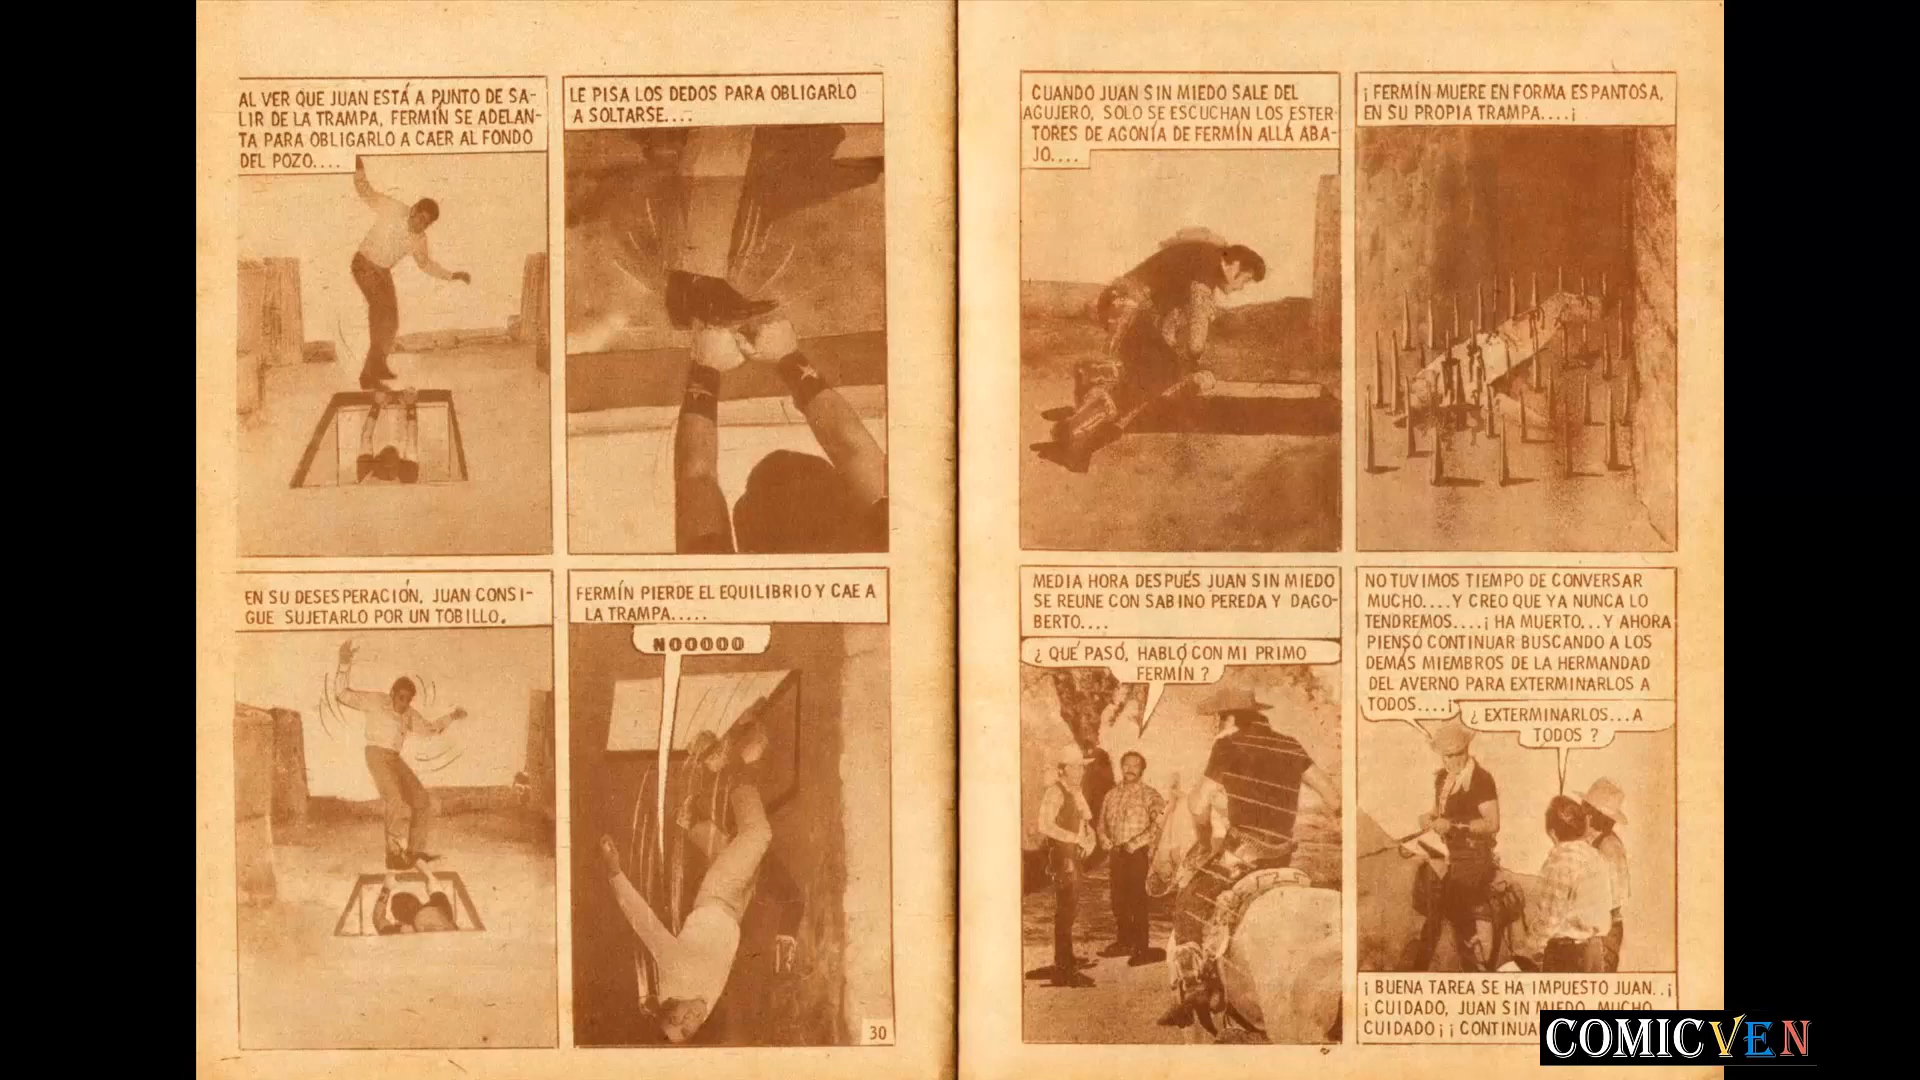 AL VER QUE JUAN ESTÁ A PUNTO DE SA-
LIR DE LA TRAMPA, FERMÍN SE ADELAN-
TA PARA OBLIGARLO A CAER AL FONDO
DEL POZO....
LE PISA LOS DEDOS PARA OBLIGARLO
A SOLTARSE....
EN SU DESESPERACIÓN, JUAN CONSI-
GUE SUJETARLO POR UN TOBILLO.
FERMÍN PIERDE EL EQUILIBRIO Y CAE A
LA TRAMPA.....
NOOOOO
30
CUANDO JUAN SIN MIEDO SALE DEL
AGUJERO, SOLO SE ESCUCHAN LOS ESTER-
TORES DE AGONÍA DE FERMÍN ALLÁ ABA-
JO....
¡ FERMÍN MUERE EN FORMA ESPANTOSA,
EN SU PROPIA TRAMPA....¡
MEDIA HORA DESPUÉS JUAN SIN MIEDO
SE REUNE CON SABINO PEREDA Y DAGO-
BERTO....
¿ QUÉ PASÓ, HABLÓ CON MI PRIMO
FERMÍN ?
NO TUVIMOS TIEMPO DE CONVERSAR
MUCHO....Y CREO QUE YA NUNCA LO
TENDREMOS....¡ HA MUERTO...Y AHORA
PIENSO CONTINUAR BUSCANDO A LOS
DEMÁS MIEMBROS DE LA HERMANDAD
DEL AVERNO PARA EXTERMINARLOS A
TODOS....¡
¿ EXTERMINARLOS...A
TODOS ?
¡ BUENA TAREA SE HA IMPUESTO JUAN..¡
¡ CUIDADO, JUAN SIN MIEDO, MUCHO
CUIDADO¡¡ CONTINUA
COMICVEN